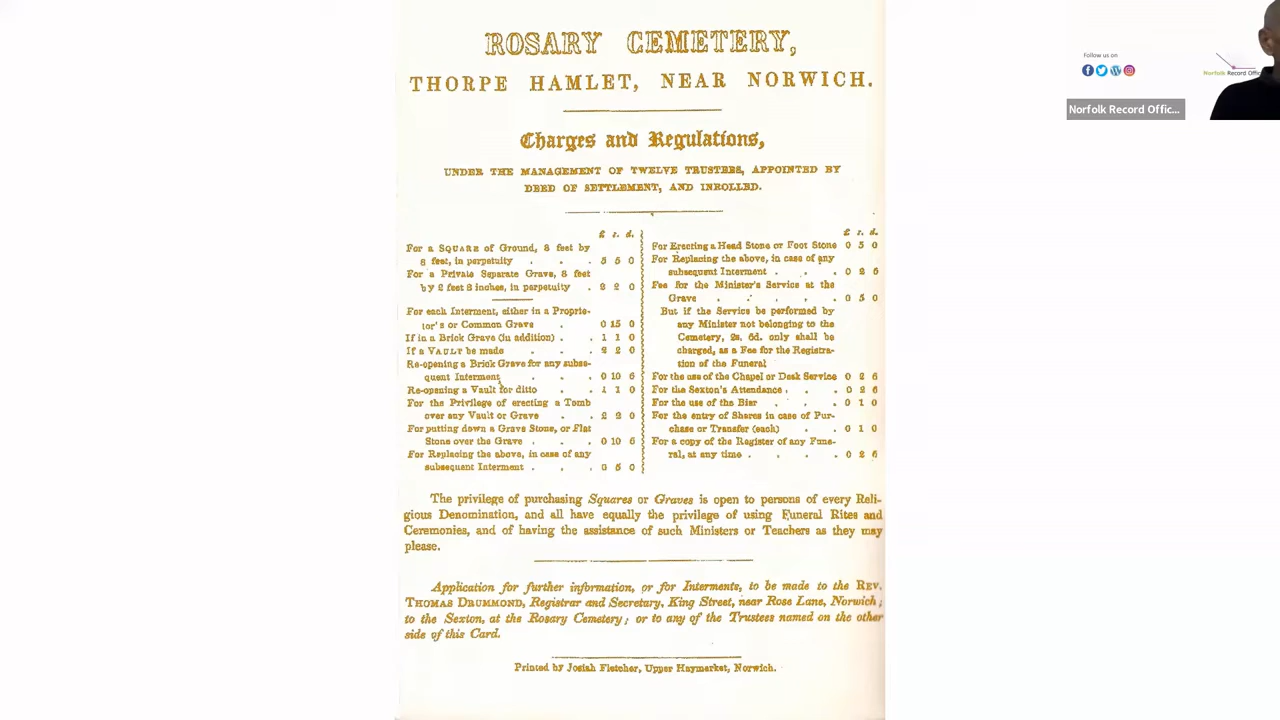 ROSARY CEMETERY,
THORPE HAMLET, NEAR NORWICH.
Charges and Regulations,
UNDER THE MANAGEMENT OF TWELVE TRUSTEES, APPOINTED BY
DEED OF SETTLEMENT, AND INROLLED.
£ s. d.
For a SQUARE of Ground, 8 feet by
8 feet, in perpetuity . . 5 5 0
For a Private Separate Grave, 8 feet
by 2 feet 8 inches, in perpetuity . 2 2 0
For each Interment, either in a Proprie-
tor's or Common Grave . 0 15 0
If in a Brick Grave (in addition) . . 1 1 0
If a VAULT be made . . . 2 2 0
Re-opening a Brick Grave for any subse-
quent Interment . . . 0 10 6
Re-opening a Vault for ditto . . 1 1 0
For the Privilege of erecting a Tomb
over any Vault or Grave . . 2 2 0
For putting down a Grave Stone, or Flat
Stone over the Grave . . . 0 10 6
For Replacing the above, in case of any
subsequent Interment . . . 0 5 0
£ s. d.
For Erecting a Head Stone or Foot Stone 0 5 0
For Replacing the above, in case of any
subsequent Interment . . . 0 2 6
Fee for the Minister's Service at the
Grave . . . . . 0 5 0
But if the Service be performed by
any Minister not belonging to the
Cemetery, 2s. 6d. only shall be
charged, as a Fee for the Registra-
tion of the Funeral
For the use of the Chapel or Desk Service 0 2 6
For the Sexton's Attendance . . 0 2 6
For the use of the Bier . . . 0 1 0
For the entry of Shares in case of Pur-
chase or Transfer (each) . . 0 1 0
For a copy of the Register of any Fune-
ral, at any time . . . . 0 2 6
The privilege of purchasing Squares or Graves is open to persons of every Reli-
gious Denomination, and all have equally the privilege of using Funeral Rites and
Ceremonies, and of having the assistance of such Ministers or Teachers as they may
please.
Application for further information, or for Interments, to be made to the REV.
THOMAS DRUMMOND, Registrar and Secretary, King Street, near Rose Lane, Norwich;
to the Sexton, at the Rosary Cemetery; or to any of the Trustees named on the other
side of this Card.
Printed by Josiah Fletcher, Upper Haymarket, Norwich.
Follow us on
Norfolk Record Offic
Norfolk Record Offic...